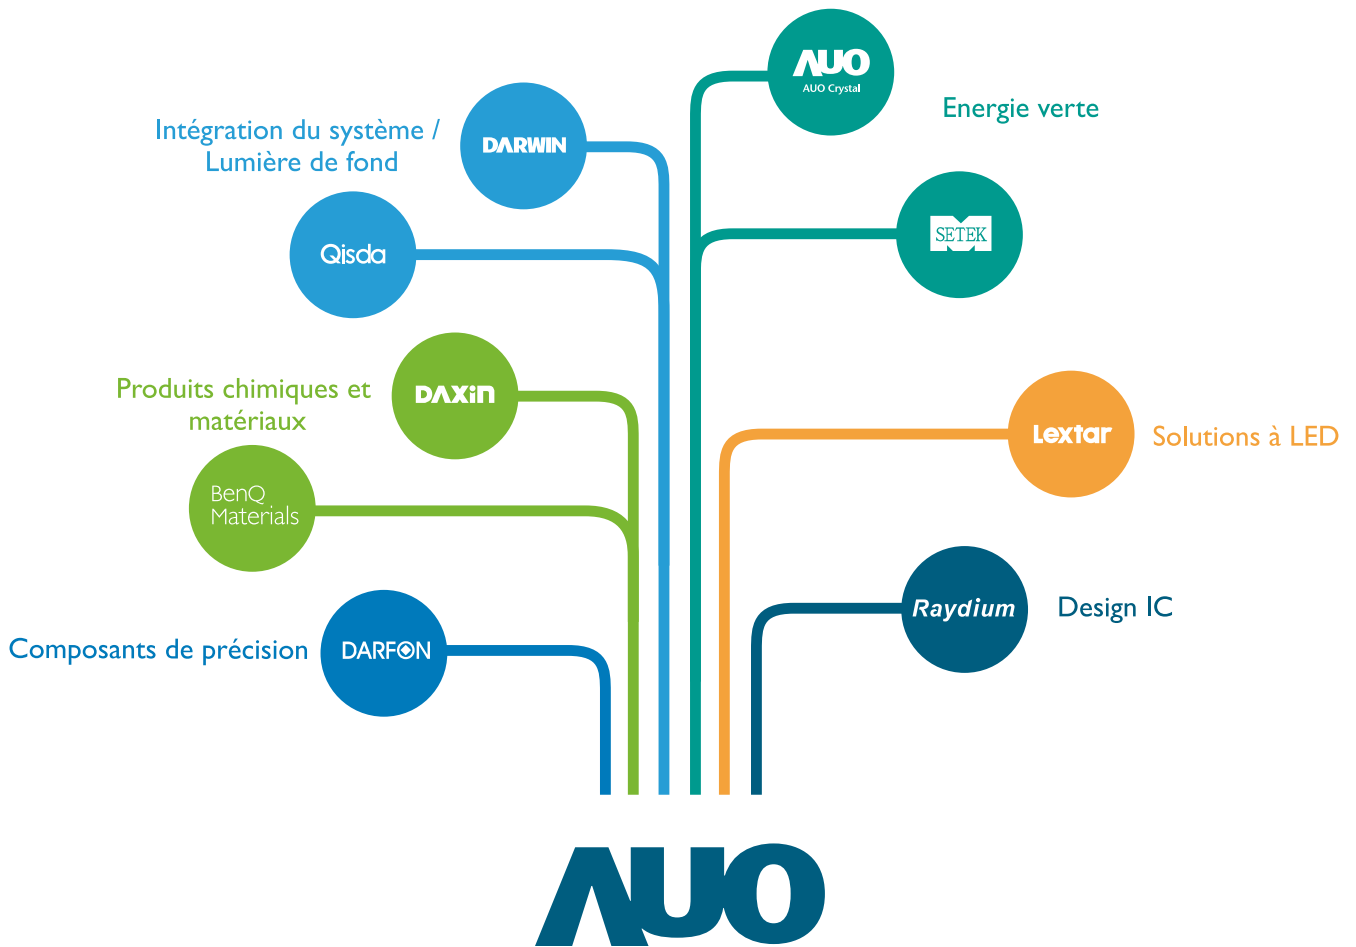 AUO
AUO Crystal
Energie verte
Intégration du système /
Lumière de fond
DARWIN
Qisda
SETEK
Produits chimiques et
matériaux
DAXin
Lextar
Solutions à LED
BenQ
Materials
Raydium
Design IC
Composants de précision
DARFON
AUO